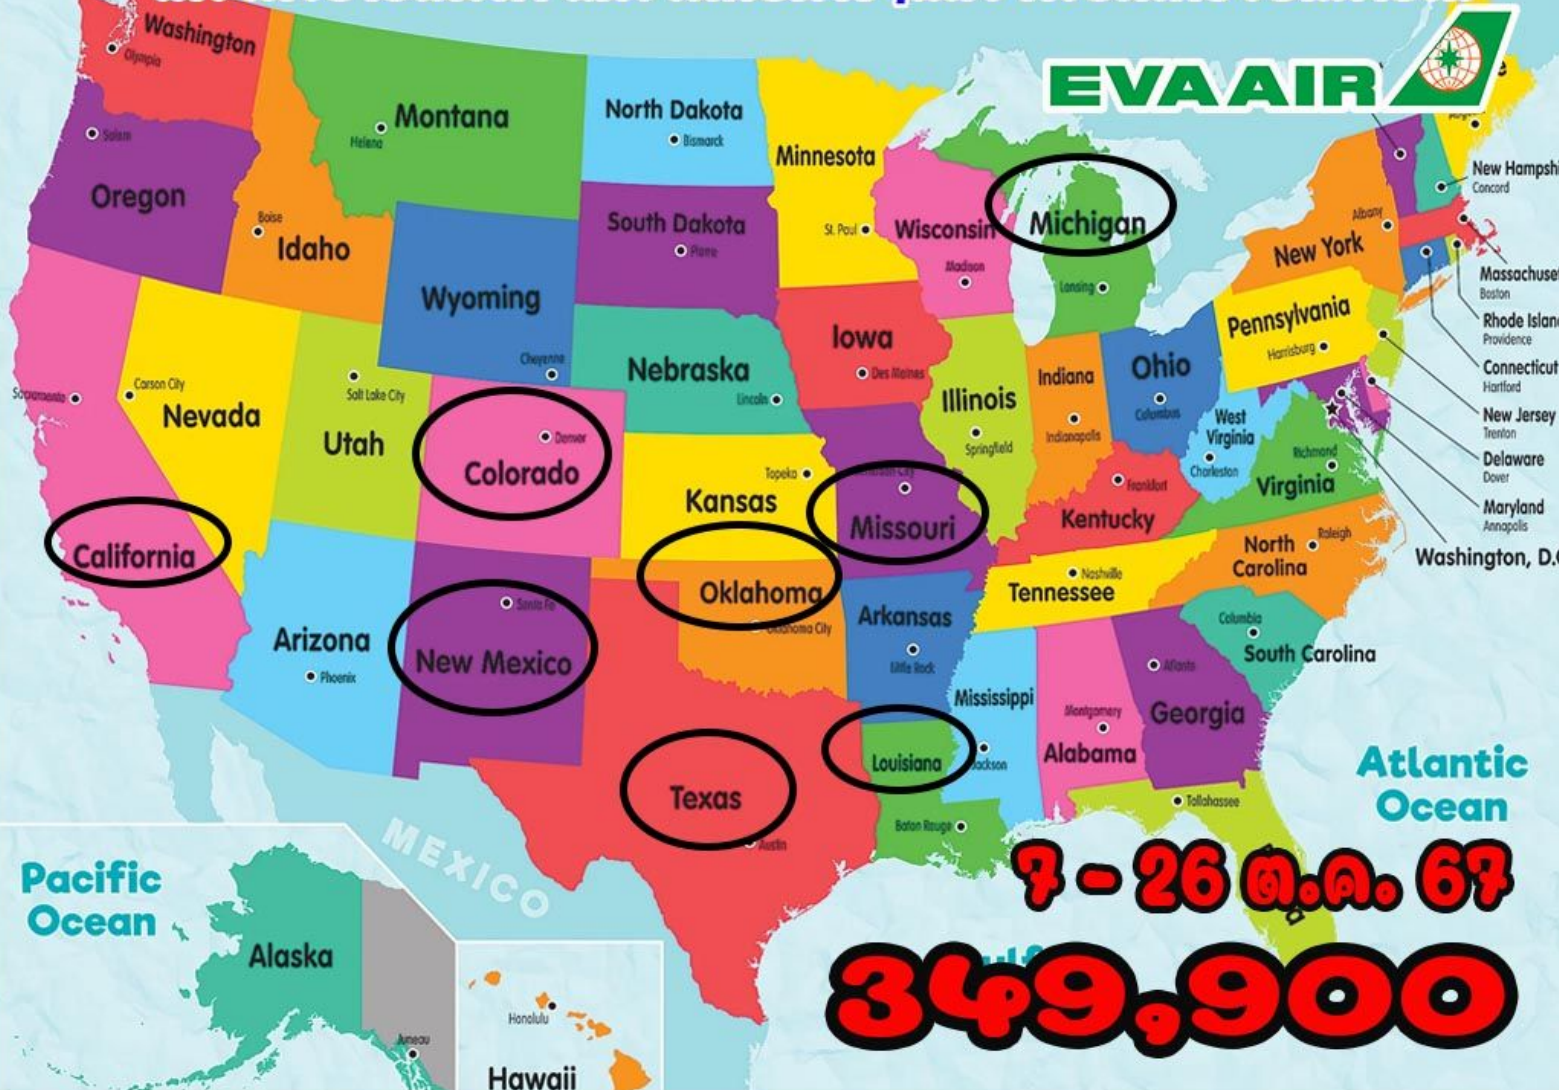 EVA AIR
Washington
Olympia
Montana
Helena
North Dakota
Bismarck
Minnesota
St. Paul
Salem
Oregon
Boise
Idaho
South Dakota
Pierre
Wisconsin
Madison
Michigan
Lansing
Albany
New York
New Hampshi
Concord
Massachuset
Boston
Rhode Islan
Providence
Connecticut
Hartford
New Jersey
Trenton
Delaware
Dover
Maryland
Annapolis
Washington, D.C
Wyoming
Cheyenne
Nebraska
Lincoln
Iowa
Des Moines
Illinois
Springfield
Indiana
Indianapolis
Ohio
Columbus
Pennsylvania
Harrisburg
West
Virginia
Charleston
Richmond
Virginia
Sacramento
Carson City
Nevada
Salt Lake City
Utah
Denver
Colorado
Topeka
Kansas
Missouri
Frankfort
Kentucky
California
Arizona
Phoenix
Santa Fe
New Mexico
Oklahoma
Oklahoma City
Arkansas
Little Rock
Nashville
Tennessee
Raleigh
North
Carolina
Columbia
South Carolina
Mississippi
Jackson
Montgomery
Alabama
Atlanta
Georgia
Texas
Austin
Louisiana
Baton Rouge
Tallahassee
Atlantic
Ocean
MEXICO
Pacific
Ocean
Alaska
Juneau
Honolulu
Hawaii
7 - 26 ต.ค. 67
349,900